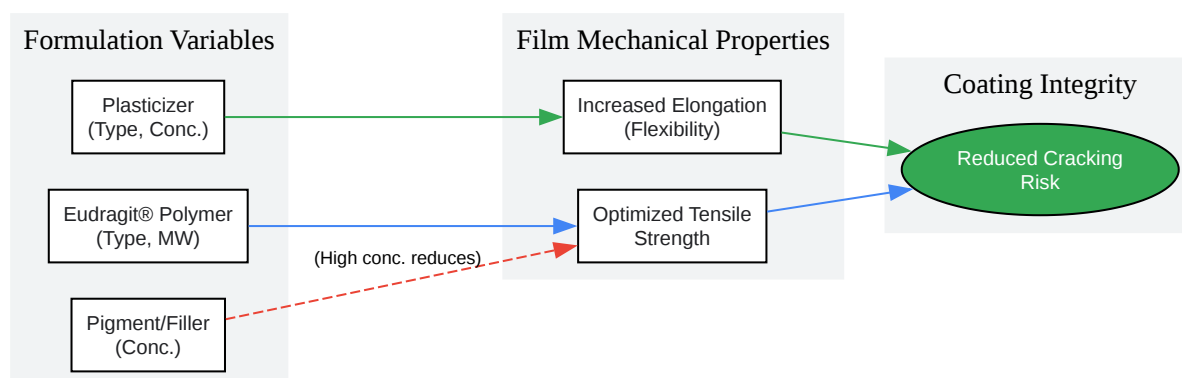 Formulation Variables
Plasticizer
(Type, Conc.)
Eudragit® Polymer
(Type, MW)
Pigment/Filler
(Conc.)
(High conc. reduces)
Film Mechanical Properties
Increased Elongation
(Flexibility)
Optimized Tensile
Strength
Coating Integrity
Reduced Cracking
Risk